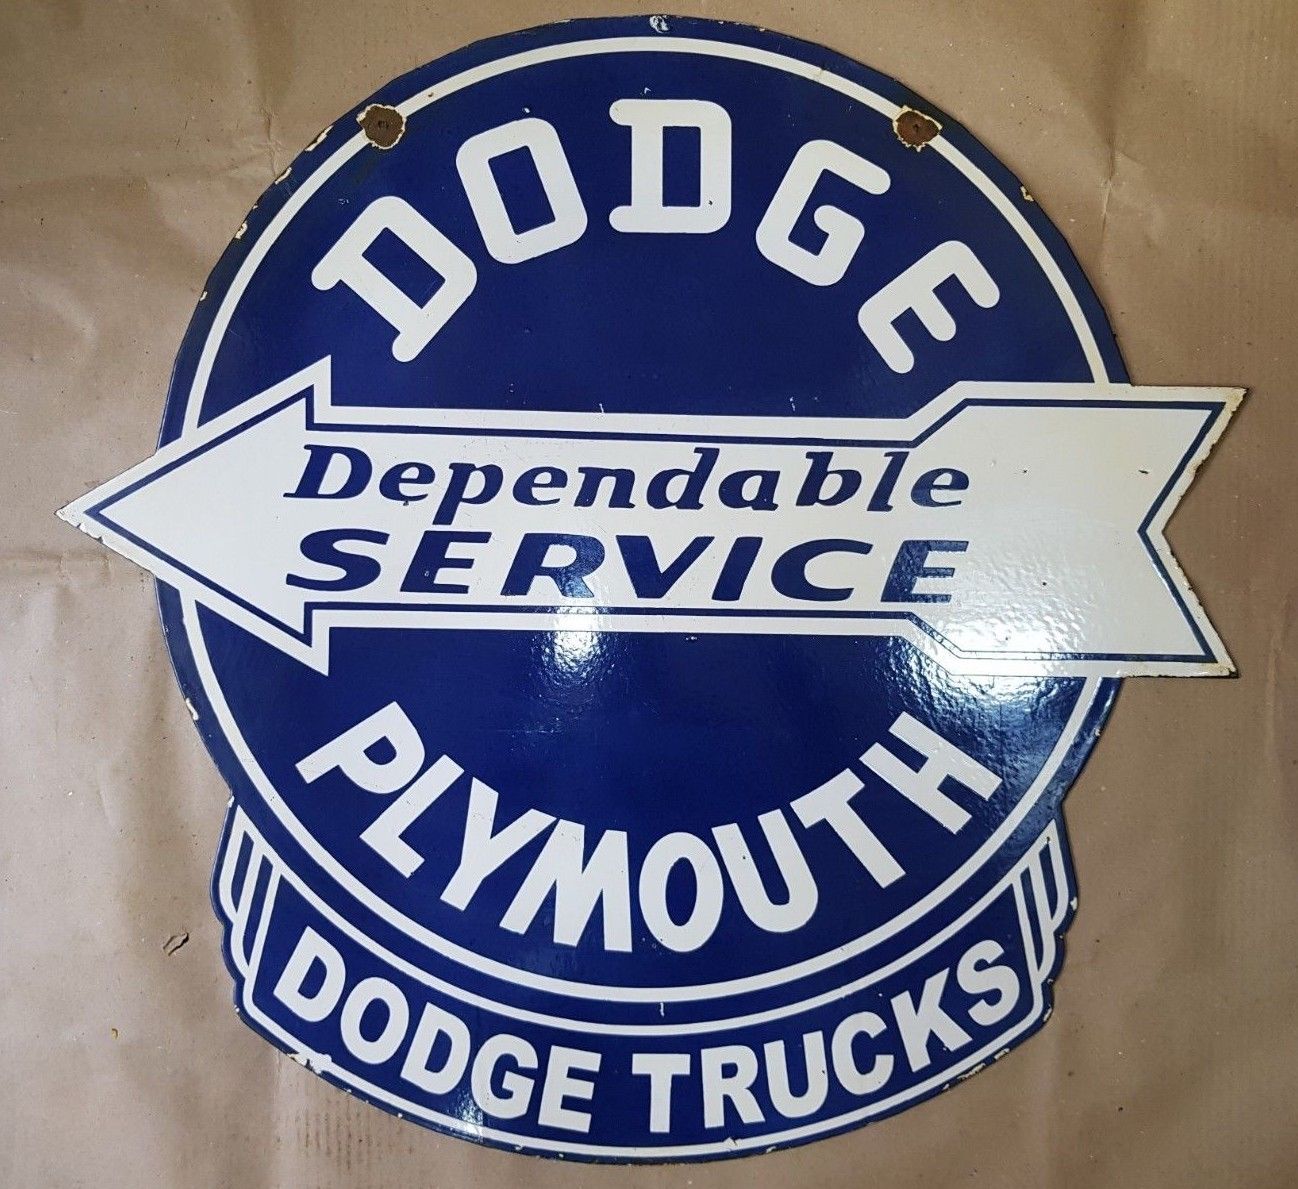 DODGE
Dependable
SERVICE
PLYMOUTH
DODGE TRUCKS